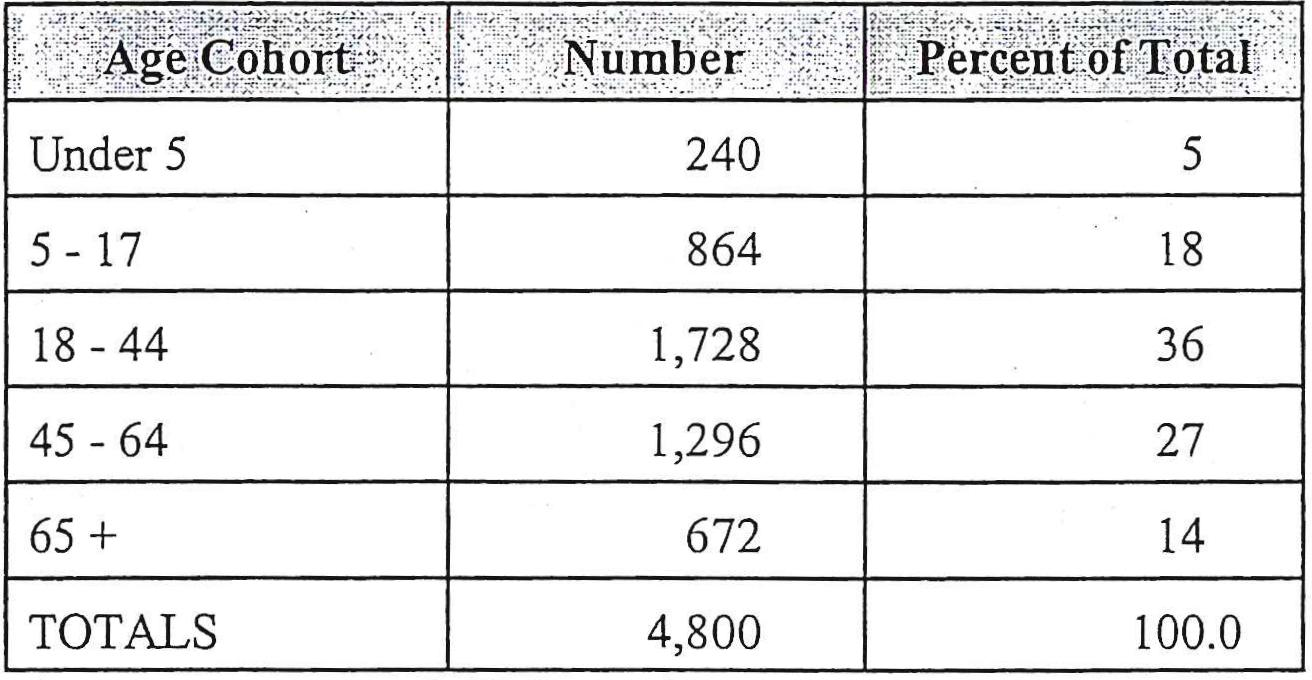 Age Cohort Number Percent of Total
Under 5 240 5
5 - 17 864 18
18 - 44 1,728 36
45 - 64 1,296 27
65 + 672 14
TOTALS 4,800 100.0